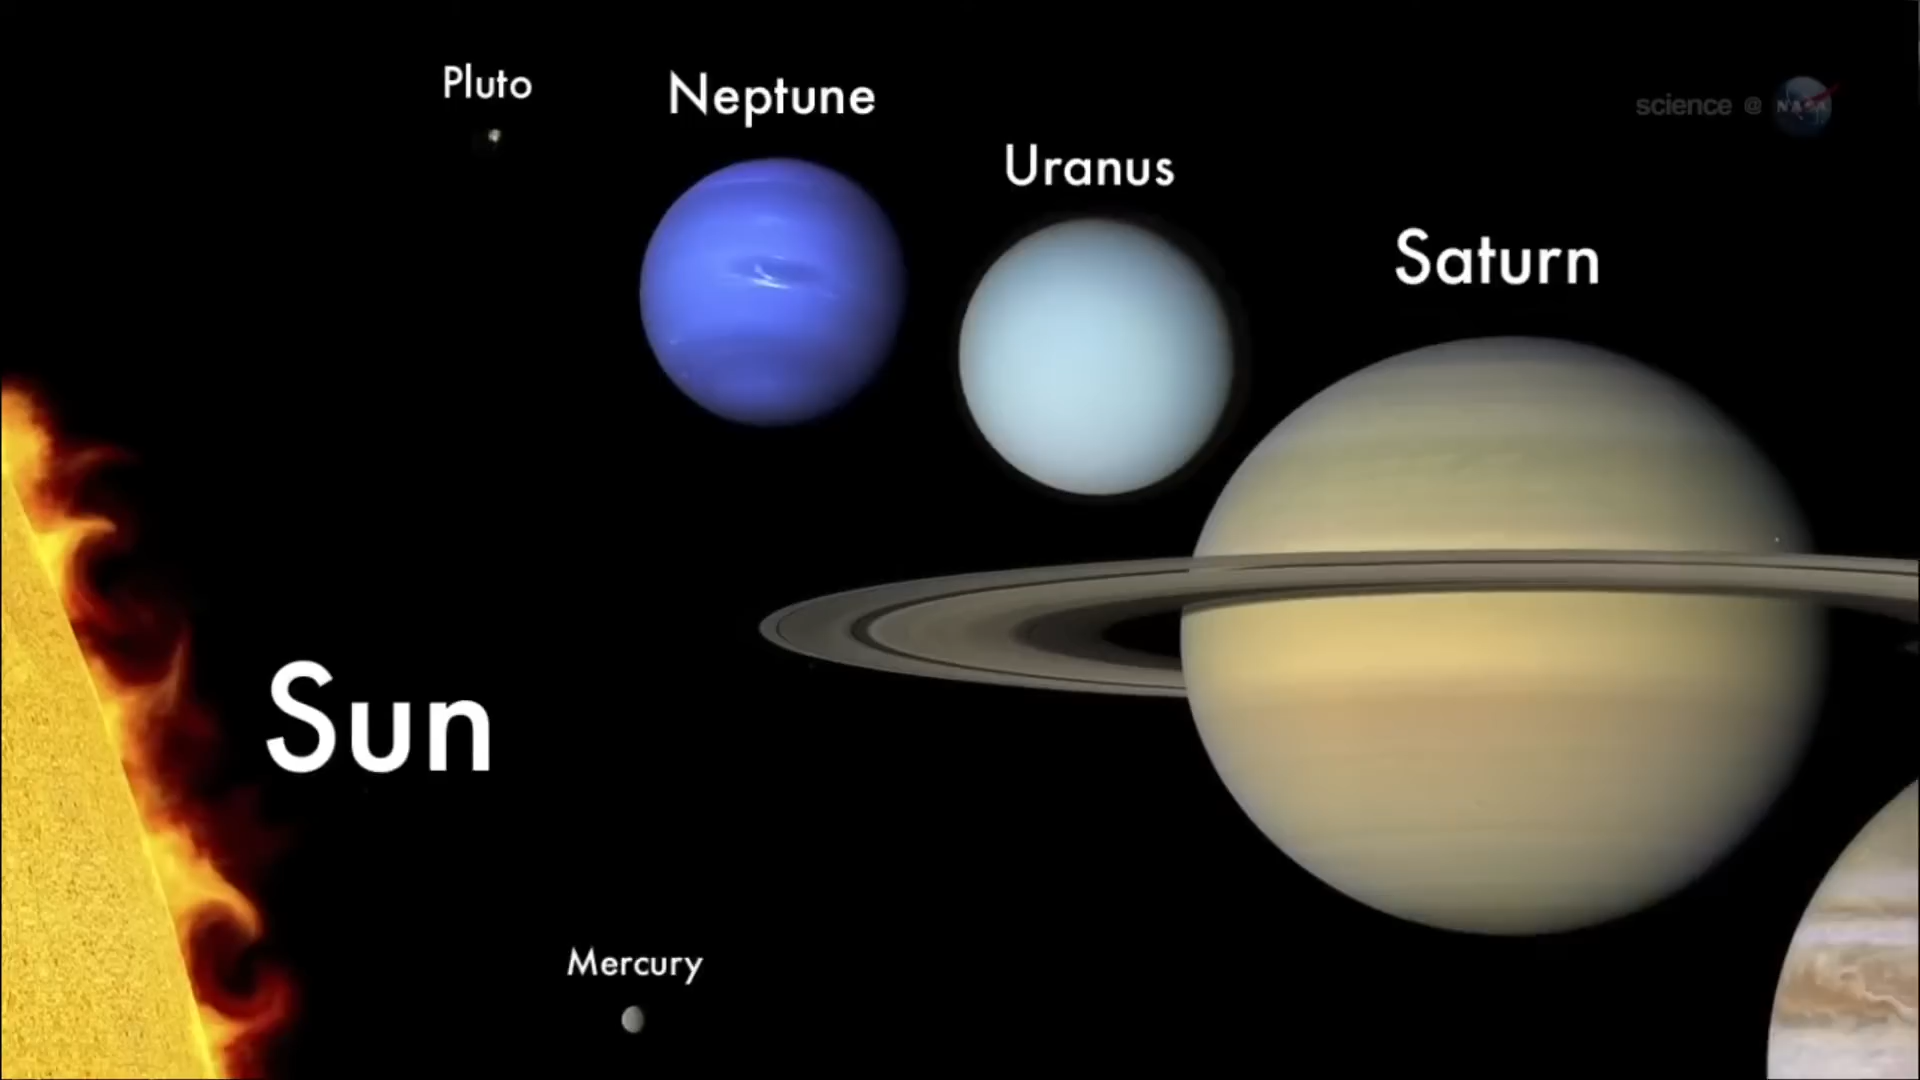 Pluto
Neptune
science @ NASA
Uranus
Saturn
Sun
Mercury